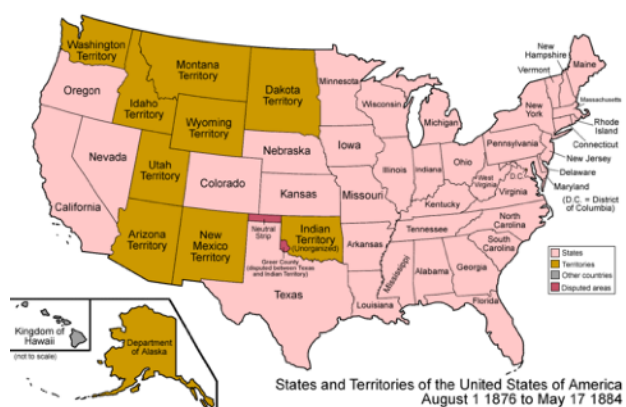 Washington
Territory
Montana
Territory
Dakota
Territory
Minnesota
Oregon
Idaho
Territory
Wyoming
Territory
Wisconsin
Michigan
New
Hampshire
Vermont
Maine
Massachusetts
New
York
Rhode
Island
Connecticut
New Jersey
Delaware
Maryland
(D.C. = District
of Columbia)
Nevada
Utah
Territory
Colorado
Nebraska
Iowa
Illinois
Indiana
Ohio
Pennsylvania
West
Virginia
D.C.
Virginia
California
Kansas
Missouri
Kentucky
Arizona
Territory
New
Mexico
Territory
Neutral
Strip
Indian
Territory
(Unorganized)
Greer County
(disputed between Texas
and Indian Territory)
Arkansas
Tennessee
North
Carolina
South
Carolina
Texas
Louisiana
Mississippi
Alabama
Georgia
Florida
States
Territories
Other countries
Disputed areas
Kingdom of
Hawaii
(not to scale)
Department
of Alaska
States and Territories of the United States of America
August 1 1876 to May 17 1884